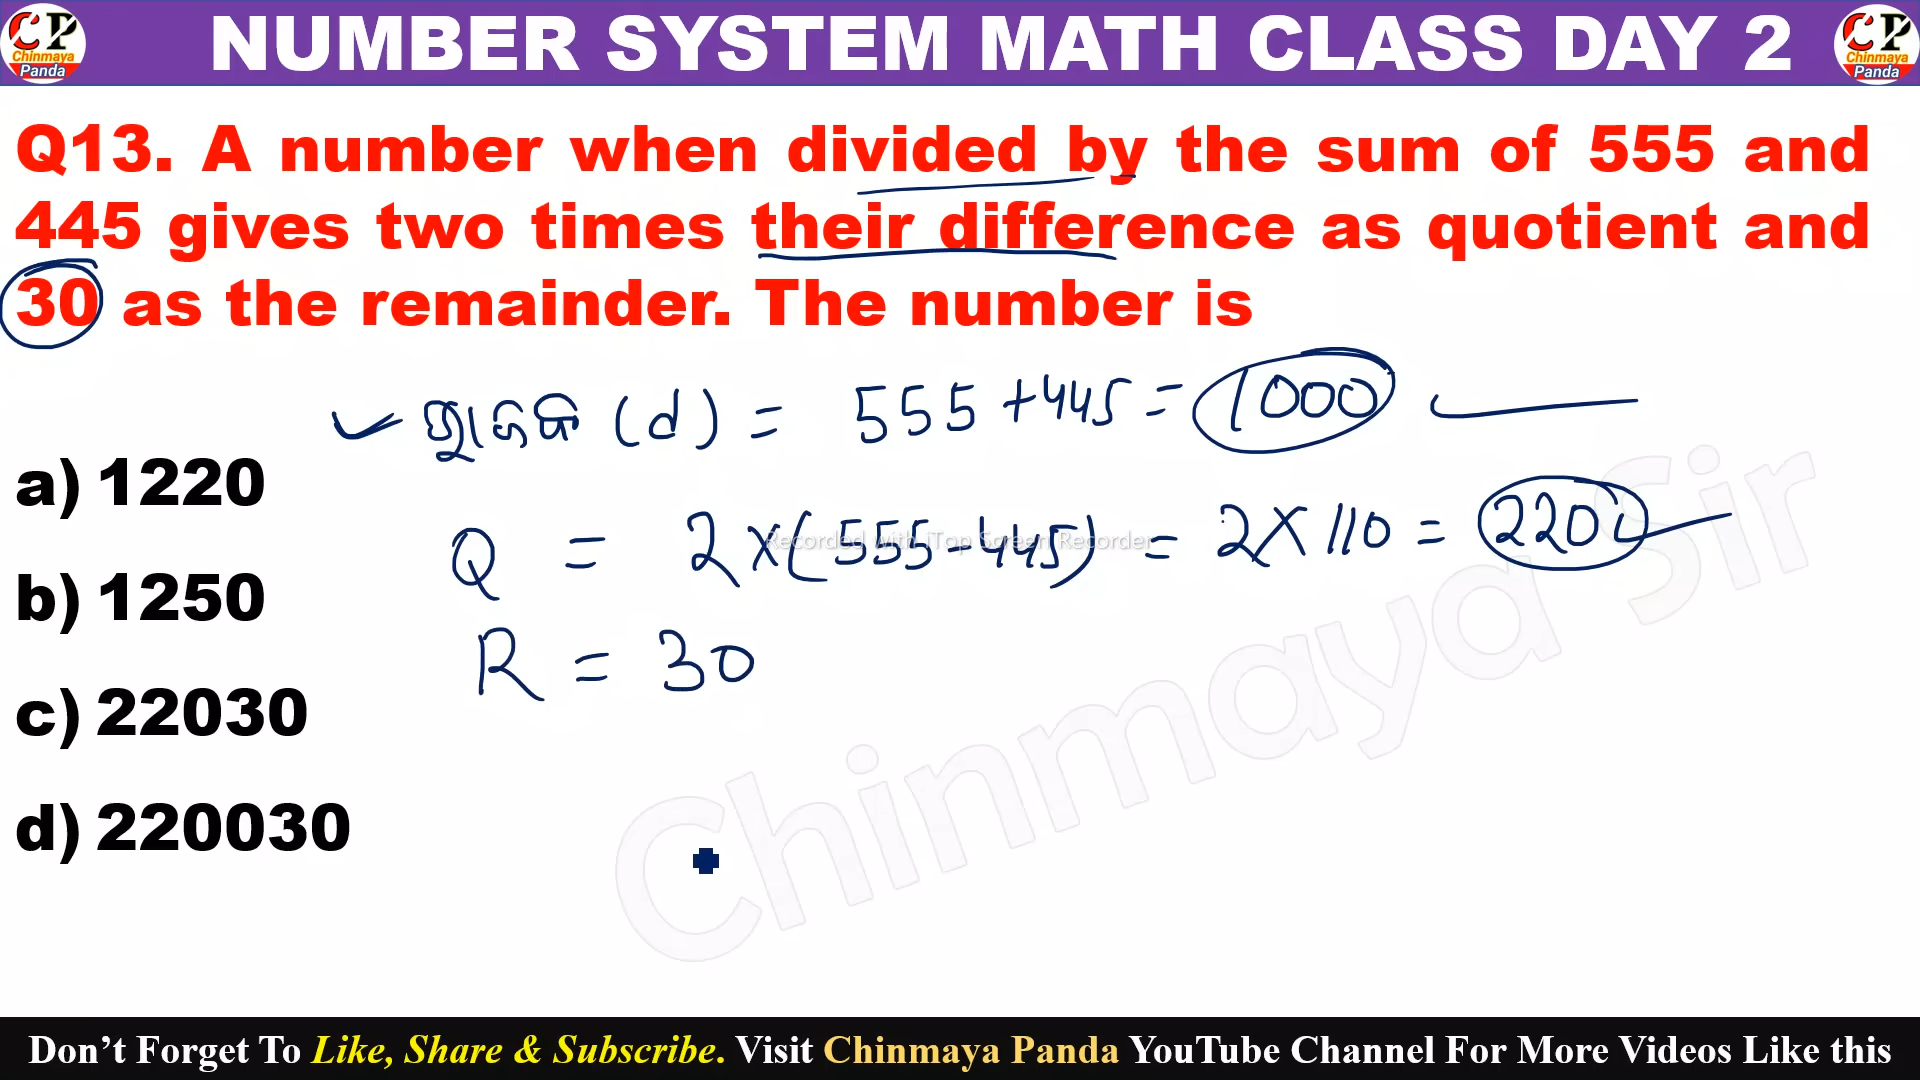 CP NUMBER SYSTEM MATH CLASS DAY 2 CP
Chinmaya Panda
Chinmaya Panda
Q13. A number when divided by the sum of 555 and
445 gives two times their difference as quotient and
30 as the remainder. The number is
ଭାଜକ (d) = 555 + 445 = 1000
a) 1220
Q = 2 × (555 - 445) = 2 × 110 = 220
Recorded with iTop Screen Recorder
b) 1250
R = 30
c) 22030
d) 220030
Chinmaya Sir
Don’t Forget To Like, Share & Subscribe. Visit Chinmaya Panda YouTube Channel For More Videos Like this